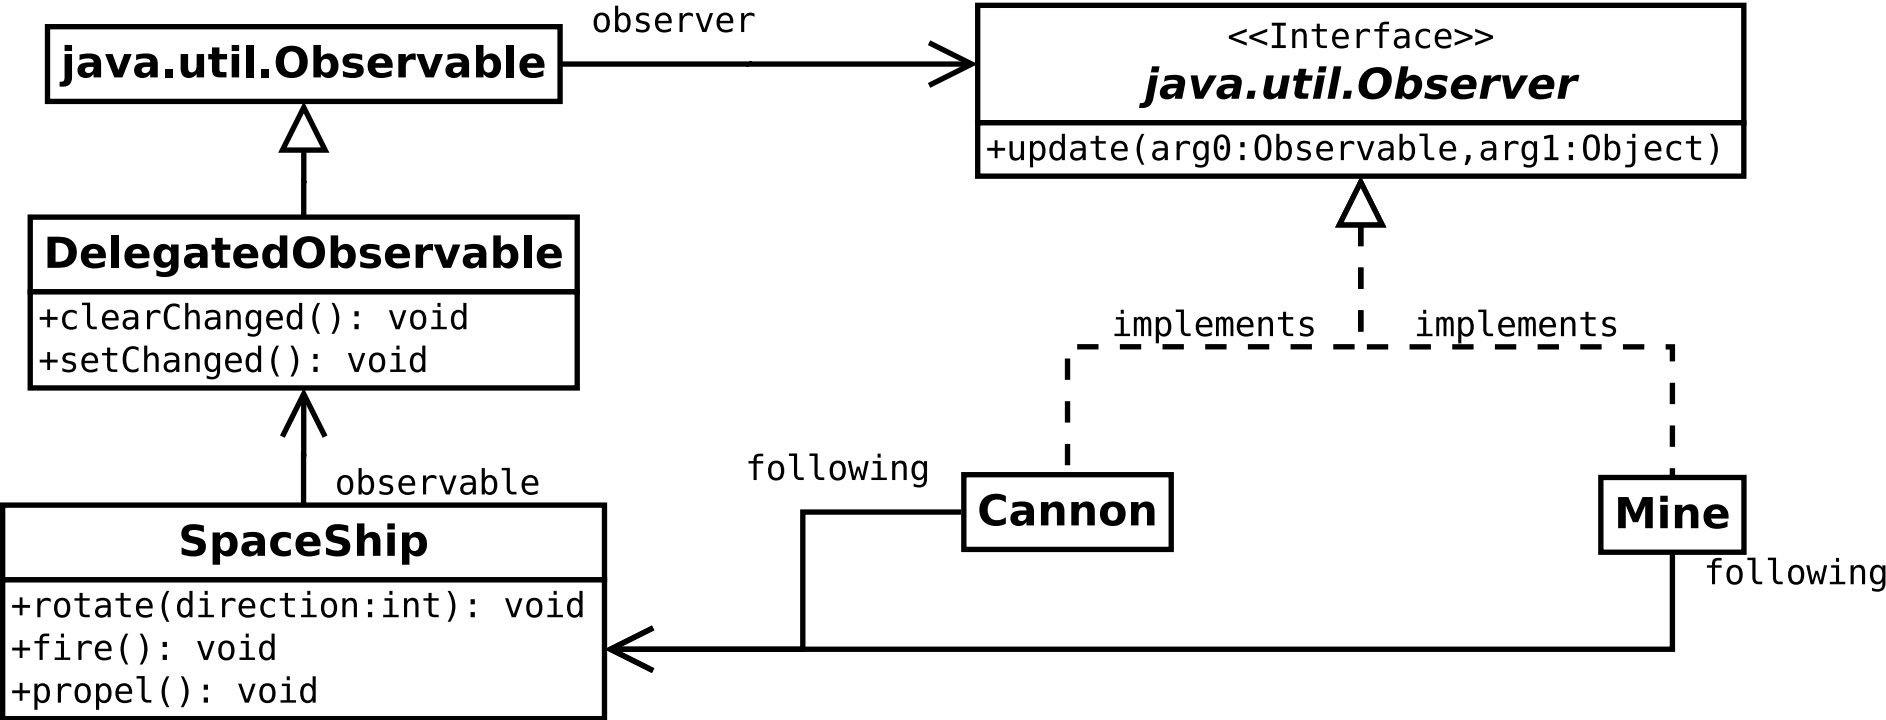 observer
java.util.Observable
<<Interface>>
java.util.Observer
+update(arg0:Observable,arg1:Object)
DelegatedObservable
+clearChanged(): void
+setChanged(): void
implements
implements
observable
following
Cannon
Mine
following
SpaceShip
+rotate(direction:int): void
+fire(): void
+propel(): void